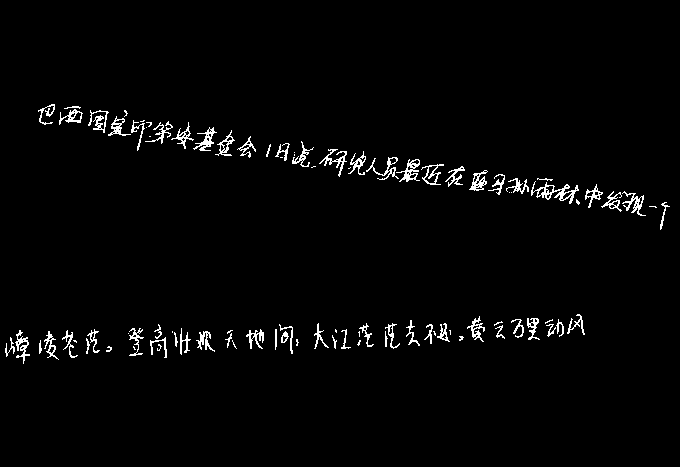 巴西国家印第安基金会1日说,研究人员最近在亚马孙雨林中发现一个
嶂凌苍茫。登高壮观天地间,大江茫茫去不还。黄云万里动风